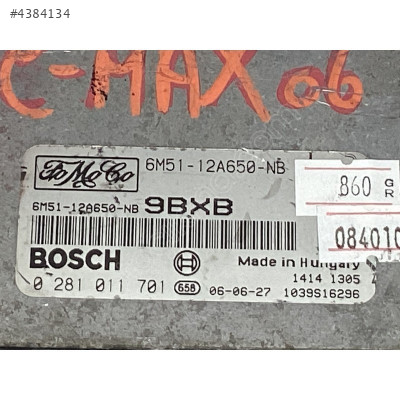 #4384134
C-MAX 06
FoMoCo
6M51-12A650-NB
860 GR
6M51-12A650-NB 9BXB
084010
BOSCH
Made in Hungary
1414 1305
0 281 011 701 658 06-06-27 1039S16296